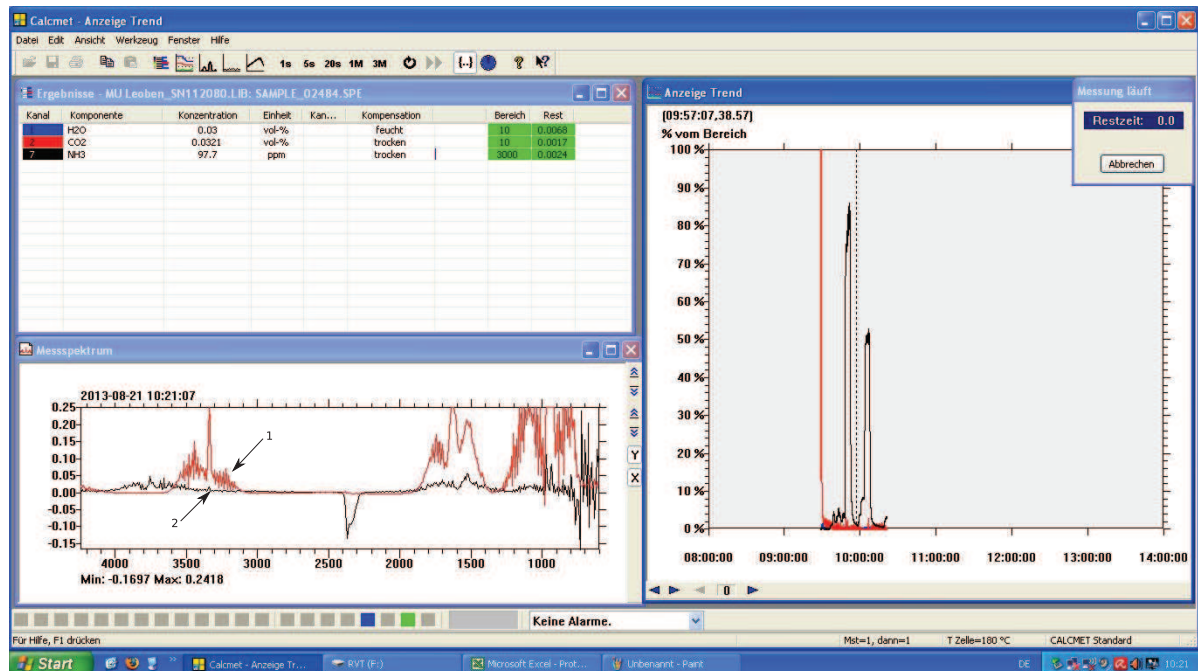 Calcmet - Anzeige Trend
Datei Edit Ansicht Werkzeug Fenster Hilfe
1s 5s 20s 1M 3M {..} ? ?
Ergebnisse - MU Leoben_SN112080.LIB: SAMPLE_02484.SPE
Kanal Komponente Konzentration Einheit Kan... Kompensation Bereich Rest
1 H2O 0.03 vol-% feucht 10 0.0068
2 CO2 0.0321 vol-% trocken 10 0.0017
7 NH3 97.7 ppm trocken 3000 0.0024
Messspektrum
2013-08-21 10:21:07
0.25
0.20
0.15
0.10
0.05
0.00
-0.05
-0.10
-0.15
1
2
4000 3500 3000 2500 2000 1500 1000
Min: -0.1697 Max: 0.2418
Y
X
Anzeige Trend
(09:57:07,38.57)
% vom Bereich
100 %
90 %
80 %
70 %
60 %
50 %
40 %
30 %
20 %
10 %
0 %
08:00:00 09:00:00 10:00:00 11:00:00 12:00:00 13:00:00 14:00:00
0
Messung läuft
Restzeit: 0.0
Abbrechen
Keine Alarme.
Für Hilfe, F1 drücken
Mst=1, dann=1 T Zelle=180 °C CALCMET Standard
Start Calcmet - Anzeige Tr... RVT (F:) Microsoft Excel - Prot... Unbenannt - Paint DE 10:21